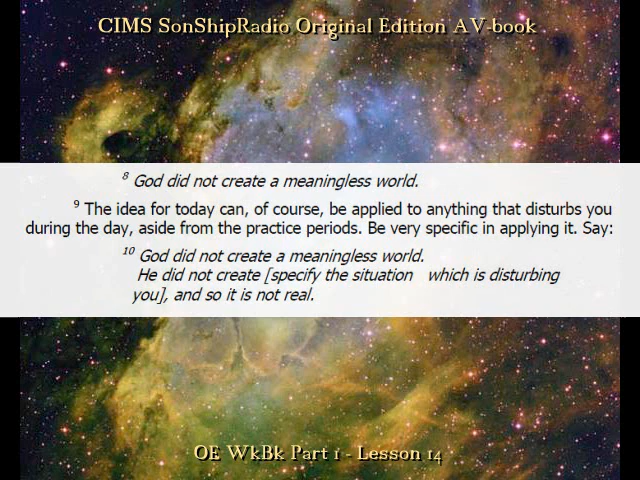 CIMS SonShipRadio Original Edition AV-book
8 God did not create a meaningless world.
9 The idea for today can, of course, be applied to anything that disturbs you
during the day, aside from the practice periods. Be very specific in applying it. Say:
10 God did not create a meaningless world.
He did not create [specify the situation which is disturbing
you], and so it is not real.
OE WkBk Part 1 - Lesson 14